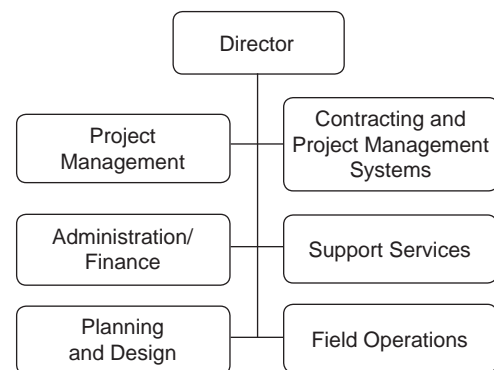 Director
Project
Management
Contracting and
Project Management
Systems
Administration/
Finance
Support Services
Planning
and Design
Field Operations